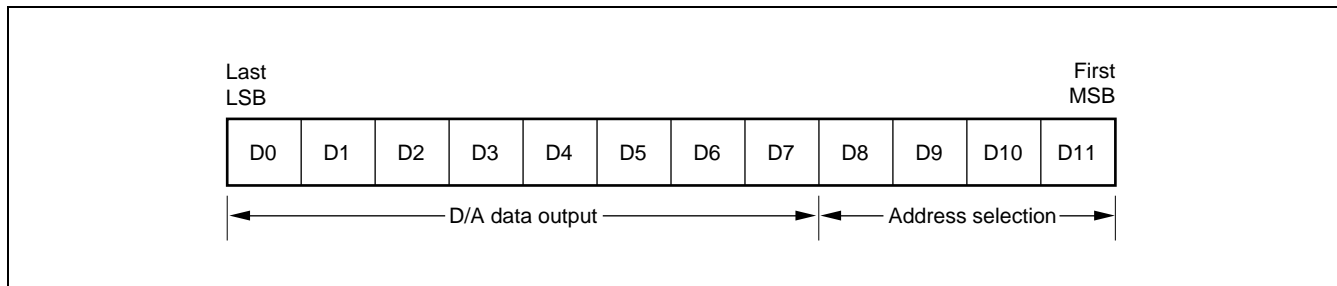 Last First
LSB MSB
D0 D1 D2 D3 D4 D5 D6 D7 D8 D9 D10 D11
D/A data output Address selection